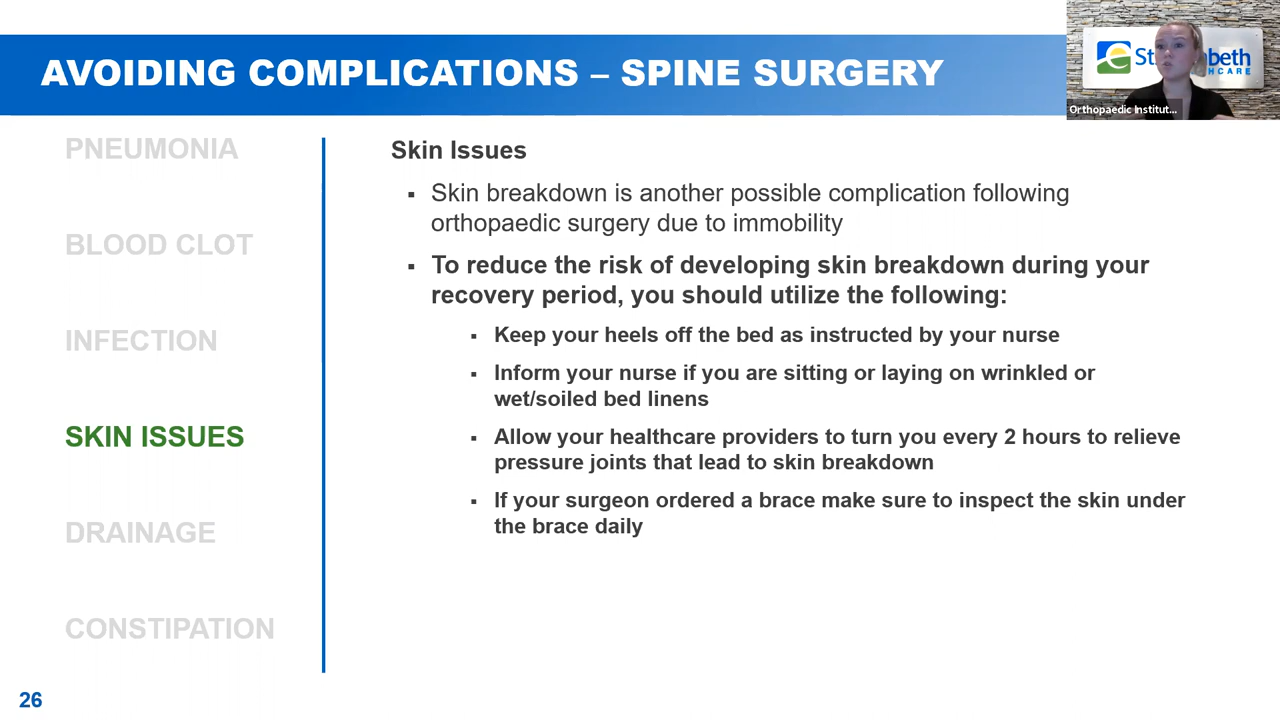 AVOIDING COMPLICATIONS – SPINE SURGERY
Orthopaedic Institut...
PNEUMONIA
BLOOD CLOT
INFECTION
SKIN ISSUES
DRAINAGE
CONSTIPATION
Skin Issues
Skin breakdown is another possible complication following
orthopaedic surgery due to immobility
To reduce the risk of developing skin breakdown during your
recovery period, you should utilize the following:
Keep your heels off the bed as instructed by your nurse
Inform your nurse if you are sitting or laying on wrinkled or
wet/soiled bed linens
Allow your healthcare providers to turn you every 2 hours to relieve
pressure joints that lead to skin breakdown
If your surgeon ordered a brace make sure to inspect the skin under
the brace daily
26